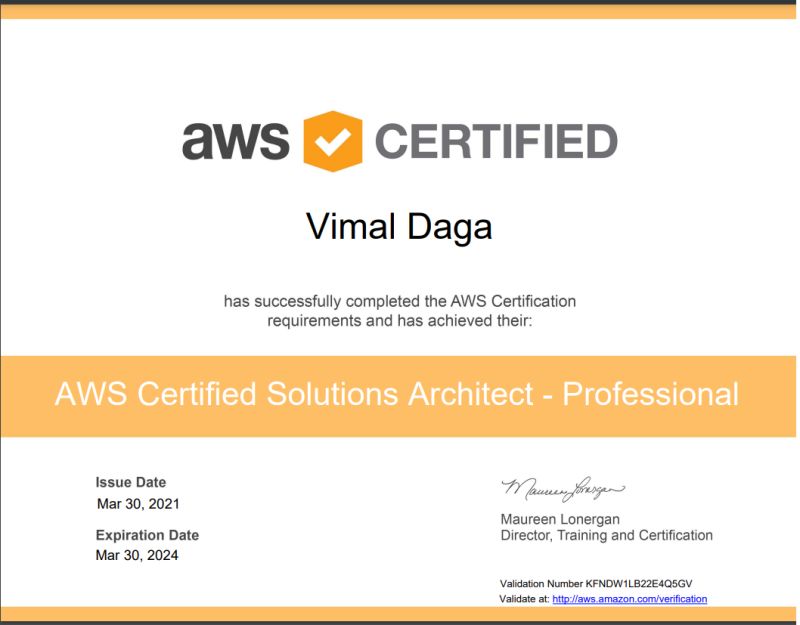 aws CERTIFIED
Vimal Daga
has successfully completed the AWS Certification
requirements and has achieved their:
AWS Certified Solutions Architect - Professional
Issue Date
Mar 30, 2021
Expiration Date
Mar 30, 2024
Maureen Lonergan
Maureen Lonergan
Director, Training and Certification
Validation Number KFNDW1LB22E4Q5GV
Validate at: http://aws.amazon.com/verification